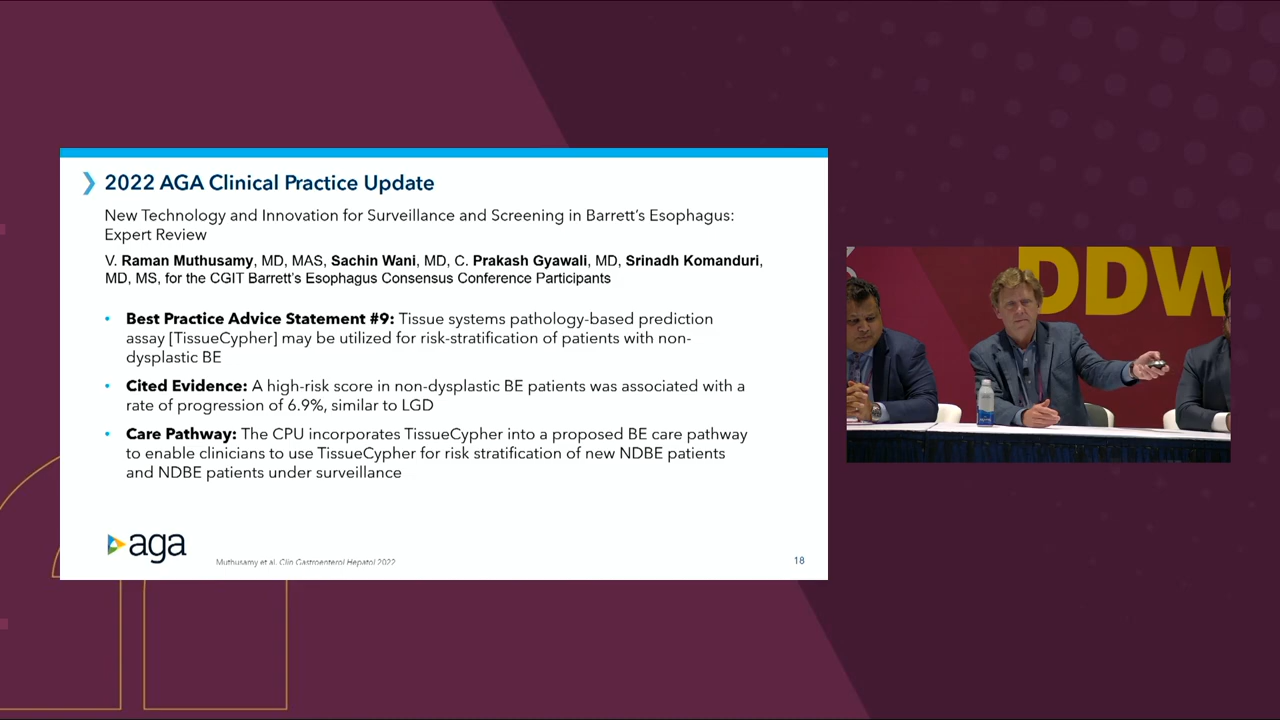 2022 AGA Clinical Practice Update
New Technology and Innovation for Surveillance and Screening in Barrett's Esophagus:
Expert Review
V. Raman Muthusamy, MD, MAS, Sachin Wani, MD, C. Prakash Gyawali, MD, Srinadh Komanduri,
MD, MS, for the CGIT Barrett's Esophagus Consensus Conference Participants
• Best Practice Advice Statement #9: Tissue systems pathology-based prediction
assay [TissueCypher] may be utilized for risk-stratification of patients with non-
dysplastic BE
• Cited Evidence: A high-risk score in non-dysplastic BE patients was associated with a
rate of progression of 6.9%, similar to LGD
• Care Pathway: The CPU incorporates TissueCypher into a proposed BE care pathway
to enable clinicians to use TissueCypher for risk stratification of new NDBE patients
and NDBE patients under surveillance
aga
Muthusamy et al. Clin Gastroenterol Hepatol 2022
18
DDW